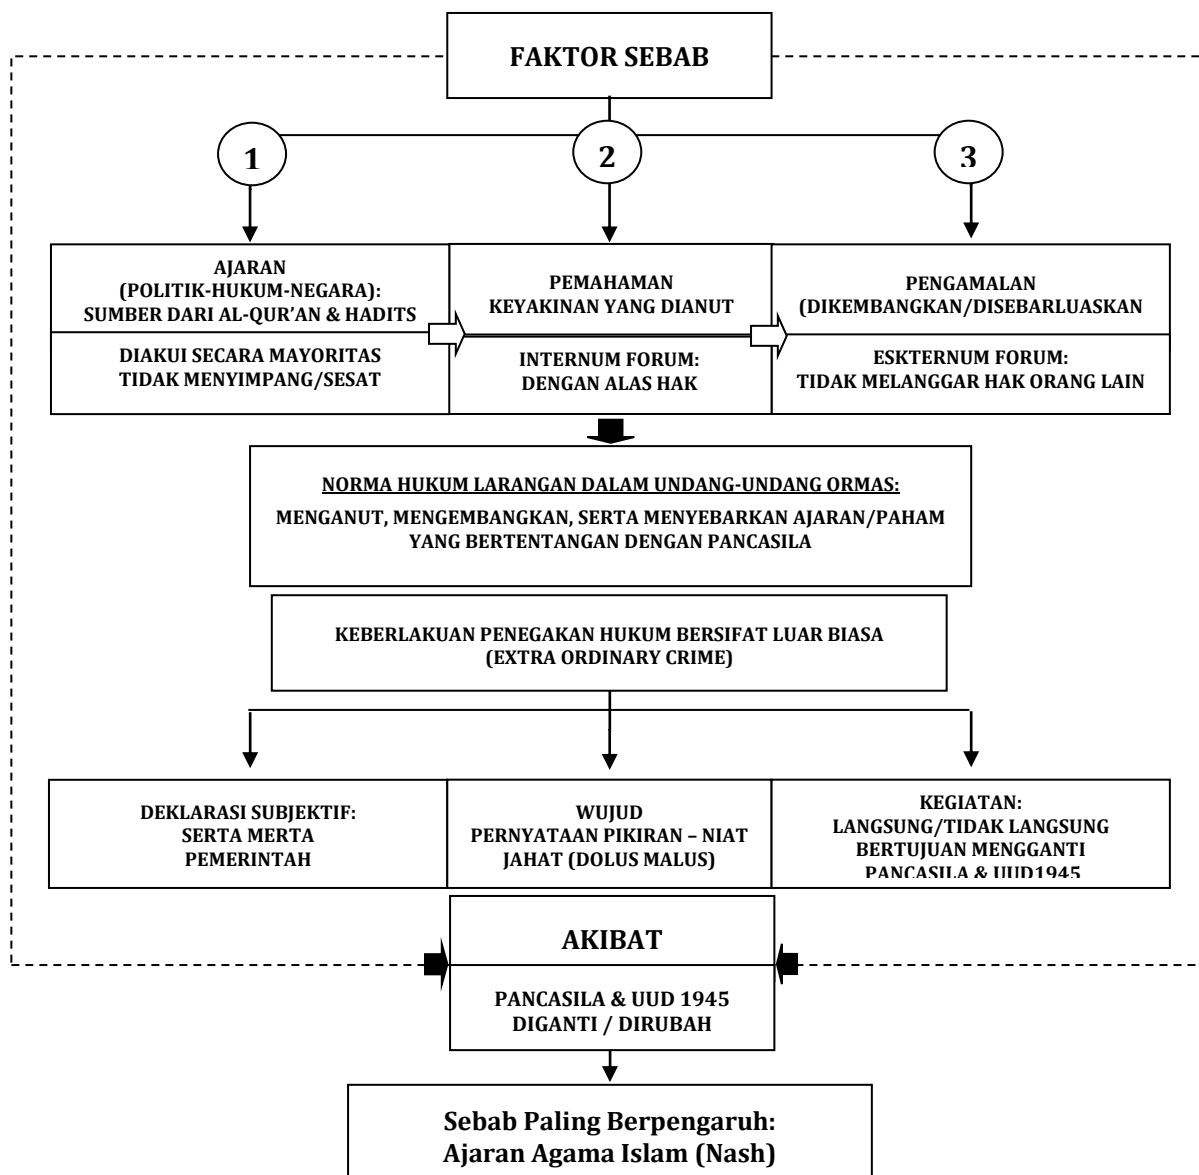 FAKTOR SEBAB
1
2
3
AJARAN
(POLITIK-HUKUM-NEGARA):
SUMBER DARI AL-QUR’AN & HADITS
DIAKUI SECARA MAYORITAS
TIDAK MENYIMPANG/SESAT
PEMAHAMAN
KEYAKINAN YANG DIANUT
INTERNUM FORUM:
DENGAN ALAS HAK
PENGAMALAN
(DIKEMBANGKAN/DISEBARLUASKAN
ESKTERNUM FORUM:
TIDAK MELANGGAR HAK ORANG LAIN
NORMA HUKUM LARANGAN DALAM UNDANG-UNDANG ORMAS:
MENGANUT, MENGEMBANGKAN, SERTA MENYEBARKAN AJARAN/PAHAM
YANG BERTENTANGAN DENGAN PANCASILA
KEBERLAKUAN PENEGAKAN HUKUM BERSIFAT LUAR BIASA
(EXTRA ORDINARY CRIME)
DEKLARASI SUBJEKTIF:
SERTA MERTA
PEMERINTAH
WUJUD
PERNYATAAN PIKIRAN – NIAT
JAHAT (DOLUS MALUS)
KEGIATAN:
LANGSUNG/TIDAK LANGSUNG
BERTUJUAN MENGGANTI
PANCASILA & UUD1945
AKIBAT
PANCASILA & UUD 1945
DIGANTI / DIRUBAH
Sebab Paling Berpengaruh:
Ajaran Agama Islam (Nash)